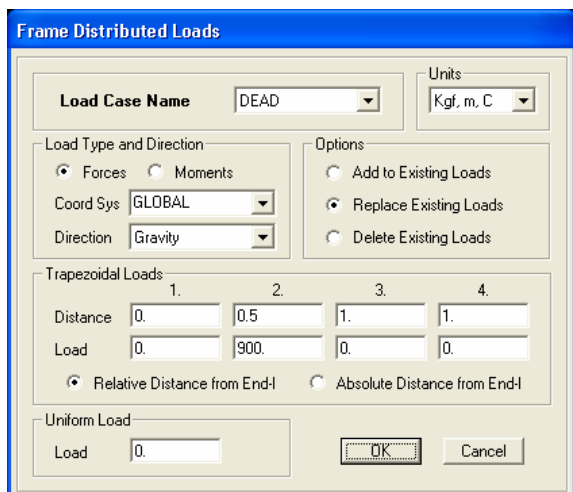 Frame Distributed Loads
Units
Load Case Name DEAD Kgf, m, C
Load Type and Direction
Forces Moments
Coord Sys GLOBAL
Direction Gravity
Options
Add to Existing Loads
Replace Existing Loads
Delete Existing Loads
Trapezoidal Loads
1. 2. 3. 4.
Distance 0. 0.5 1. 1.
Load 0. 900. 0. 0.
Relative Distance from End-I Absolute Distance from End-I
Uniform Load
Load 0.
OK Cancel